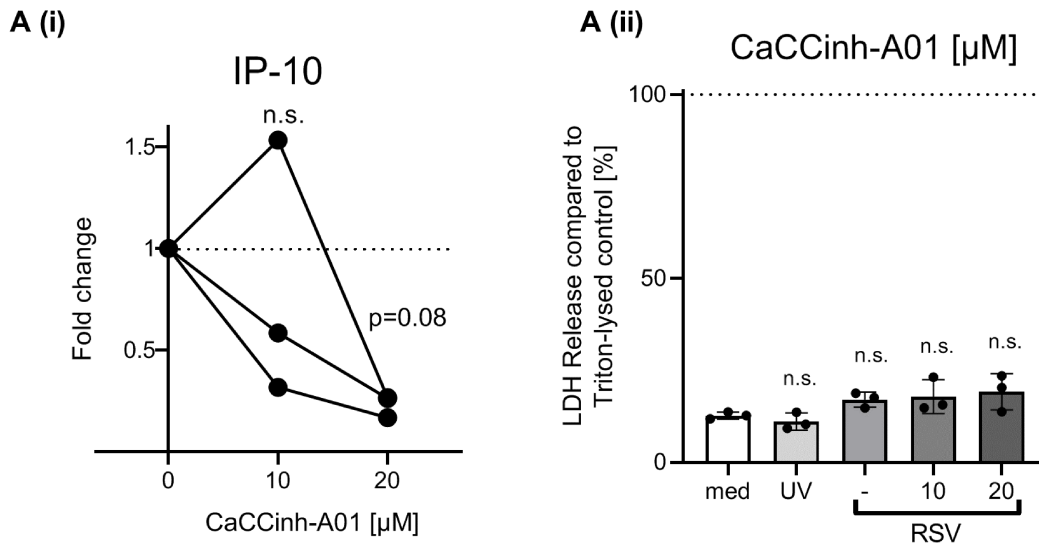 A (i)
IP-10
n.s.
1.5
1
0.5
p=0.08
Fold change
0
10
20
CaCCinh-A01 [µM]
A (ii)
CaCCinh-A01 [µM]
LDH Release compared to
Triton-lysed control [%]
100
50
0
n.s.
n.s.
n.s.
n.s.
med
UV
-
10
20
RSV